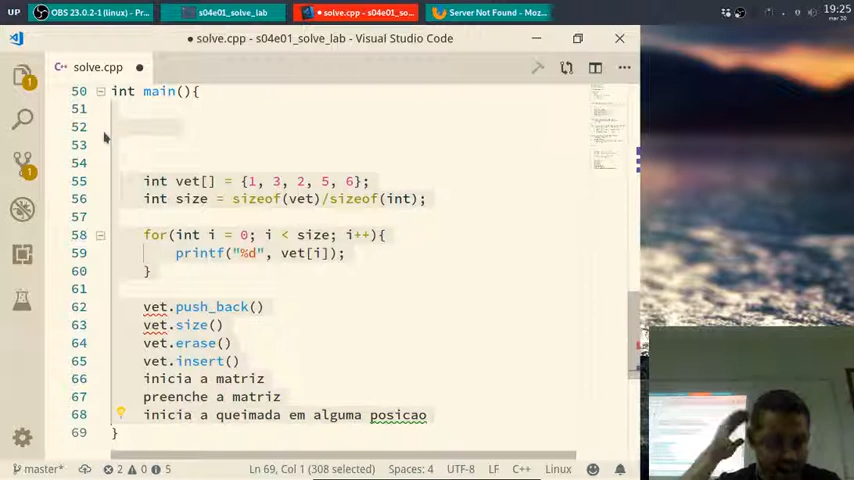 UP
OBS 23.0.2-1 (linux) - Pr...
s04e01_solve_lab
• solve.cpp - s04e01_so...
Server Not Found - Moz...
19:25
mar 20
● solve.cpp - s04e01_solve_lab - Visual Studio Code
C++ solve.cpp ●
50 int main(){
51
52
53
54
55 int vet[] = {1, 3, 2, 5, 6};
56 int size = sizeof(vet)/sizeof(int);
57
58 for(int i = 0; i < size; i++){
59 printf("%d", vet[i]);
60 }
61
62 vet.push_back()
63 vet.size()
64 vet.erase()
65 vet.insert()
66 inicia a matriz
67 preenche a matriz
68 inicia a queimada em alguma posicao
69 }
1
1
master* 2 0 5 Ln 69, Col 1 (308 selected) Spaces: 4 UTF-8 LF C++ Linux